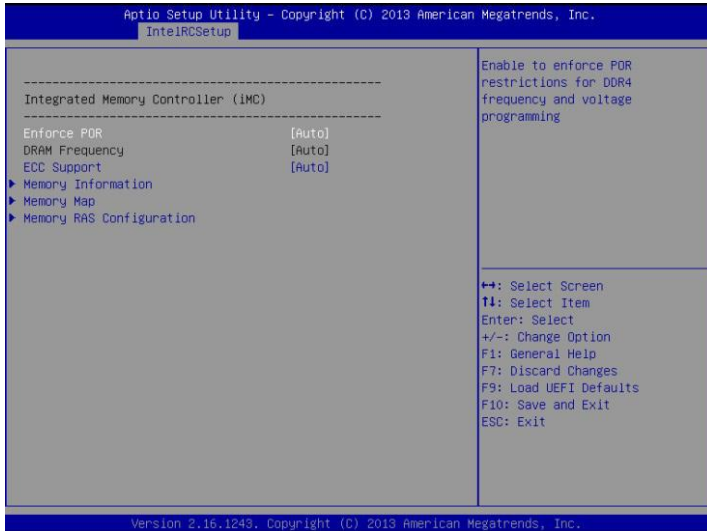 Aptio Setup Utility – Copyright (C) 2013 American Megatrends, Inc.
IntelRCSetup
--------------------------------------------------
Integrated Memory Controller (iMC)
--------------------------------------------------
Enforce POR [Auto]
DRAM Frequency [Auto]
ECC Support [Auto]
▶ Memory Information
▶ Memory Map
▶ Memory RAS Configuration
Enable to enforce POR
restrictions for DDR4
frequency and voltage
programming
↔: Select Screen
↑↓: Select Item
Enter: Select
+/-: Change Option
F1: General Help
F7: Discard Changes
F9: Load UEFI Defaults
F10: Save and Exit
ESC: Exit
Version 2.16.1243. Copyright (C) 2013 American Megatrends, Inc.